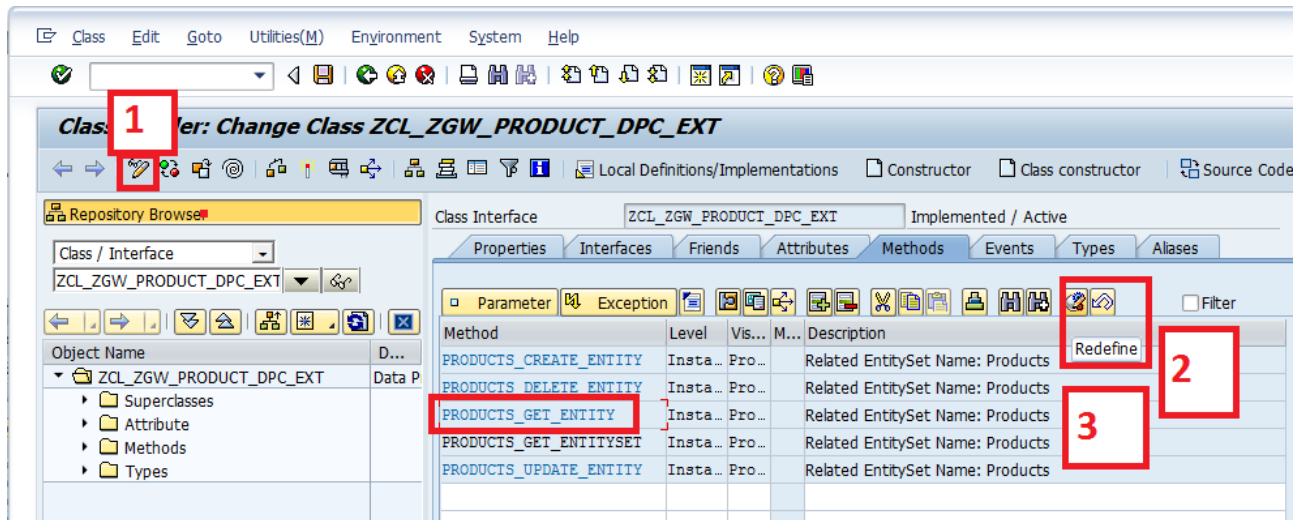 Class Edit Goto Utilities(M) Environment System Help
1
Class ler: Change Class ZCL_ZGW_PRODUCT_DPC_EXT
Local Definitions/Implementations Constructor Class constructor Source Code
Repository Browser
Class / Interface
ZCL_ZGW_PRODUCT_DPC_EXT
Object Name D...
ZCL_ZGW_PRODUCT_DPC_EXT Data P
Superclasses
Attribute
Methods
Types
Class Interface ZCL_ZGW_PRODUCT_DPC_EXT Implemented / Active
Properties Interfaces Friends Attributes Methods Events Types Aliases
Parameter Exception Filter
Method Level Vis... M... Description
Redefine
PRODUCTS_CREATE_ENTITY Insta... Pro... Related EntitySet Name: Products
PRODUCTS_DELETE_ENTITY Insta... Pro... Related EntitySet Name: Products
PRODUCTS_GET_ENTITY Insta... Pro... Related EntitySet Name: Products
PRODUCTS_GET_ENTITYSET Insta... Pro... Related EntitySet Name: Products
PRODUCTS_UPDATE_ENTITY Insta... Pro... Related EntitySet Name: Products
2
3